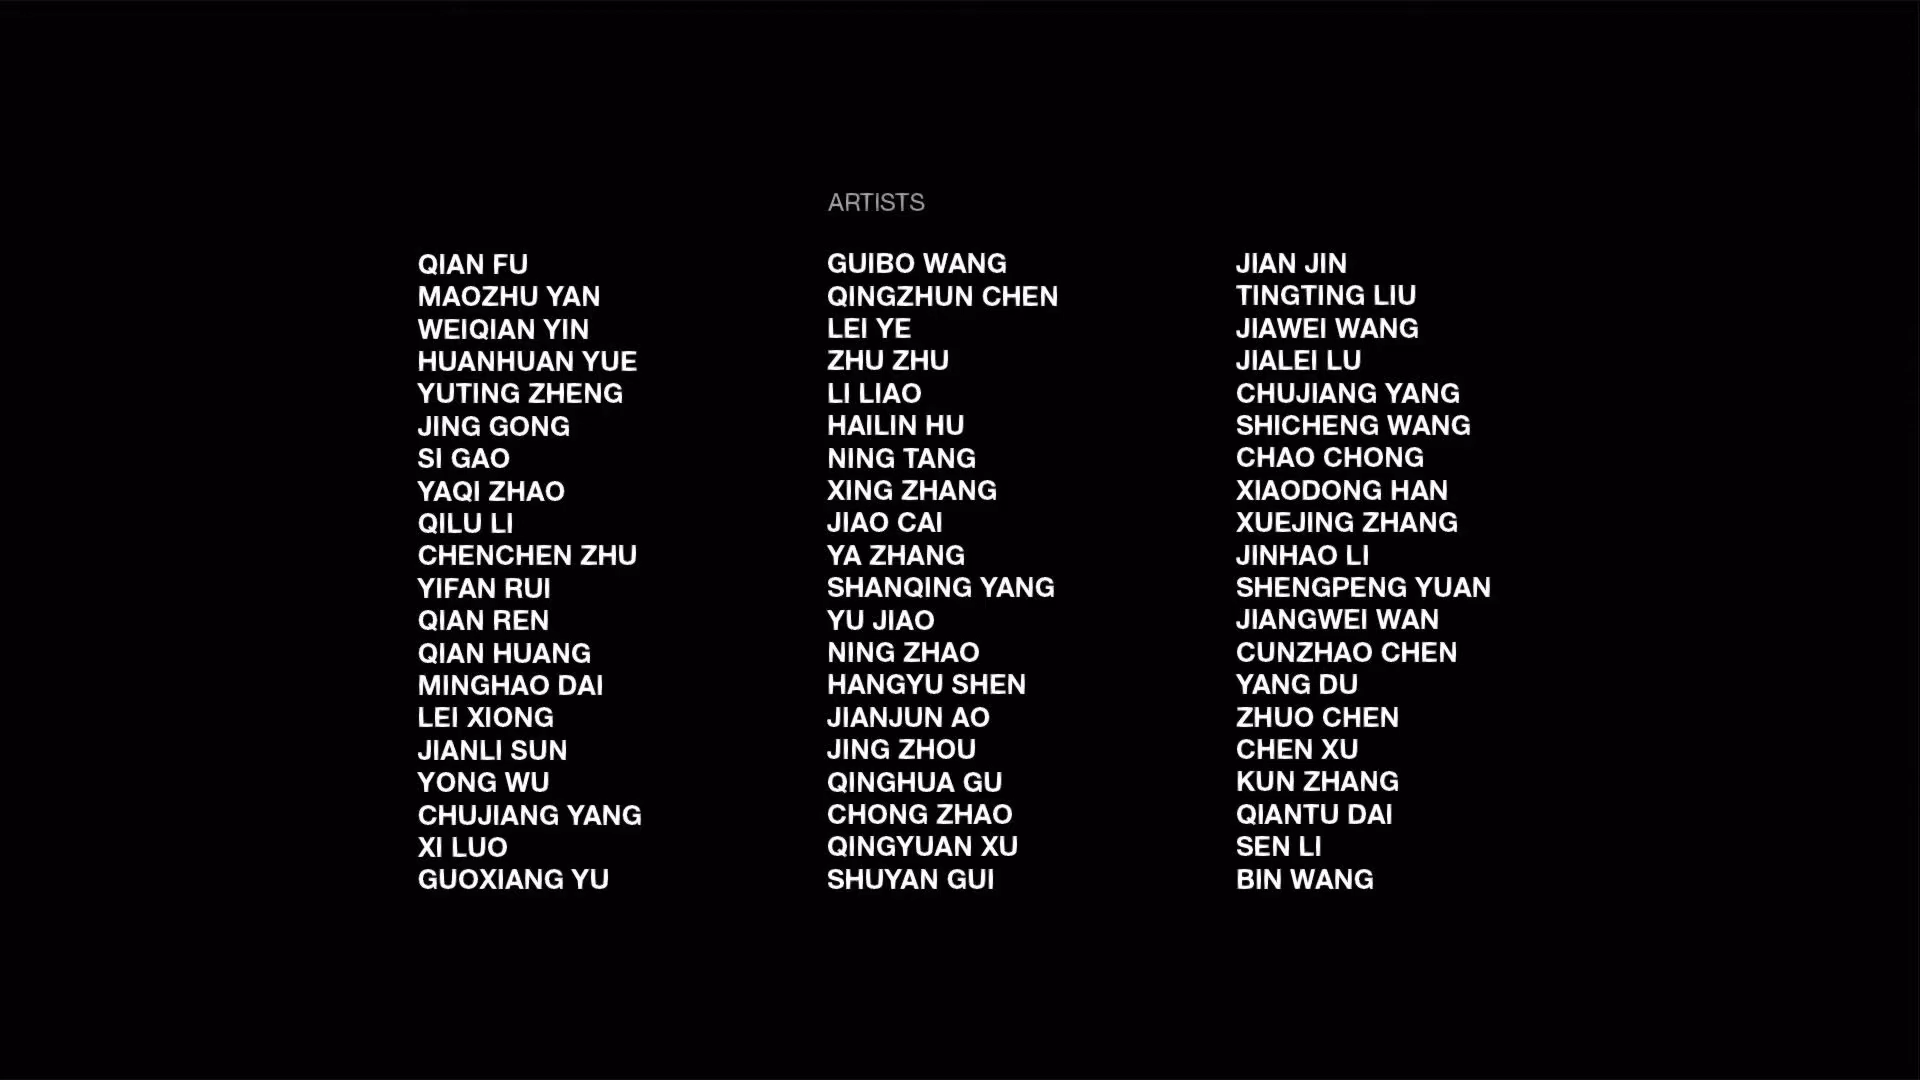 ARTISTS
QIAN FU
MAOZHU YAN
WEIQIAN YIN
HUANHUAN YUE
YUTING ZHENG
JING GONG
SI GAO
YAQI ZHAO
QILU LI
CHENCHEN ZHU
YIFAN RUI
QIAN REN
QIAN HUANG
MINGHAO DAI
LEI XIONG
JIANLI SUN
YONG WU
CHUJIANG YANG
XI LUO
GUOXIANG YU
GUIBO WANG
QINGZHUN CHEN
LEI YE
ZHU ZHU
LI LIAO
HAILIN HU
NING TANG
XING ZHANG
JIAO CAI
YA ZHANG
SHANQING YANG
YU JIAO
NING ZHAO
HANGYU SHEN
JIANJUN AO
JING ZHOU
QINGHUA GU
CHONG ZHAO
QINGYUAN XU
SHUYAN GUI
JIAN JIN
TINGTING LIU
JIAWEI WANG
JIALEI LU
CHUJIANG YANG
SHICHENG WANG
CHAO CHONG
XIAODONG HAN
XUEJING ZHANG
JINHAO LI
SHENGPENG YUAN
JIANGWEI WAN
CUNZHAO CHEN
YANG DU
ZHUO CHEN
CHEN XU
KUN ZHANG
QIANTU DAI
SEN LI
BIN WANG